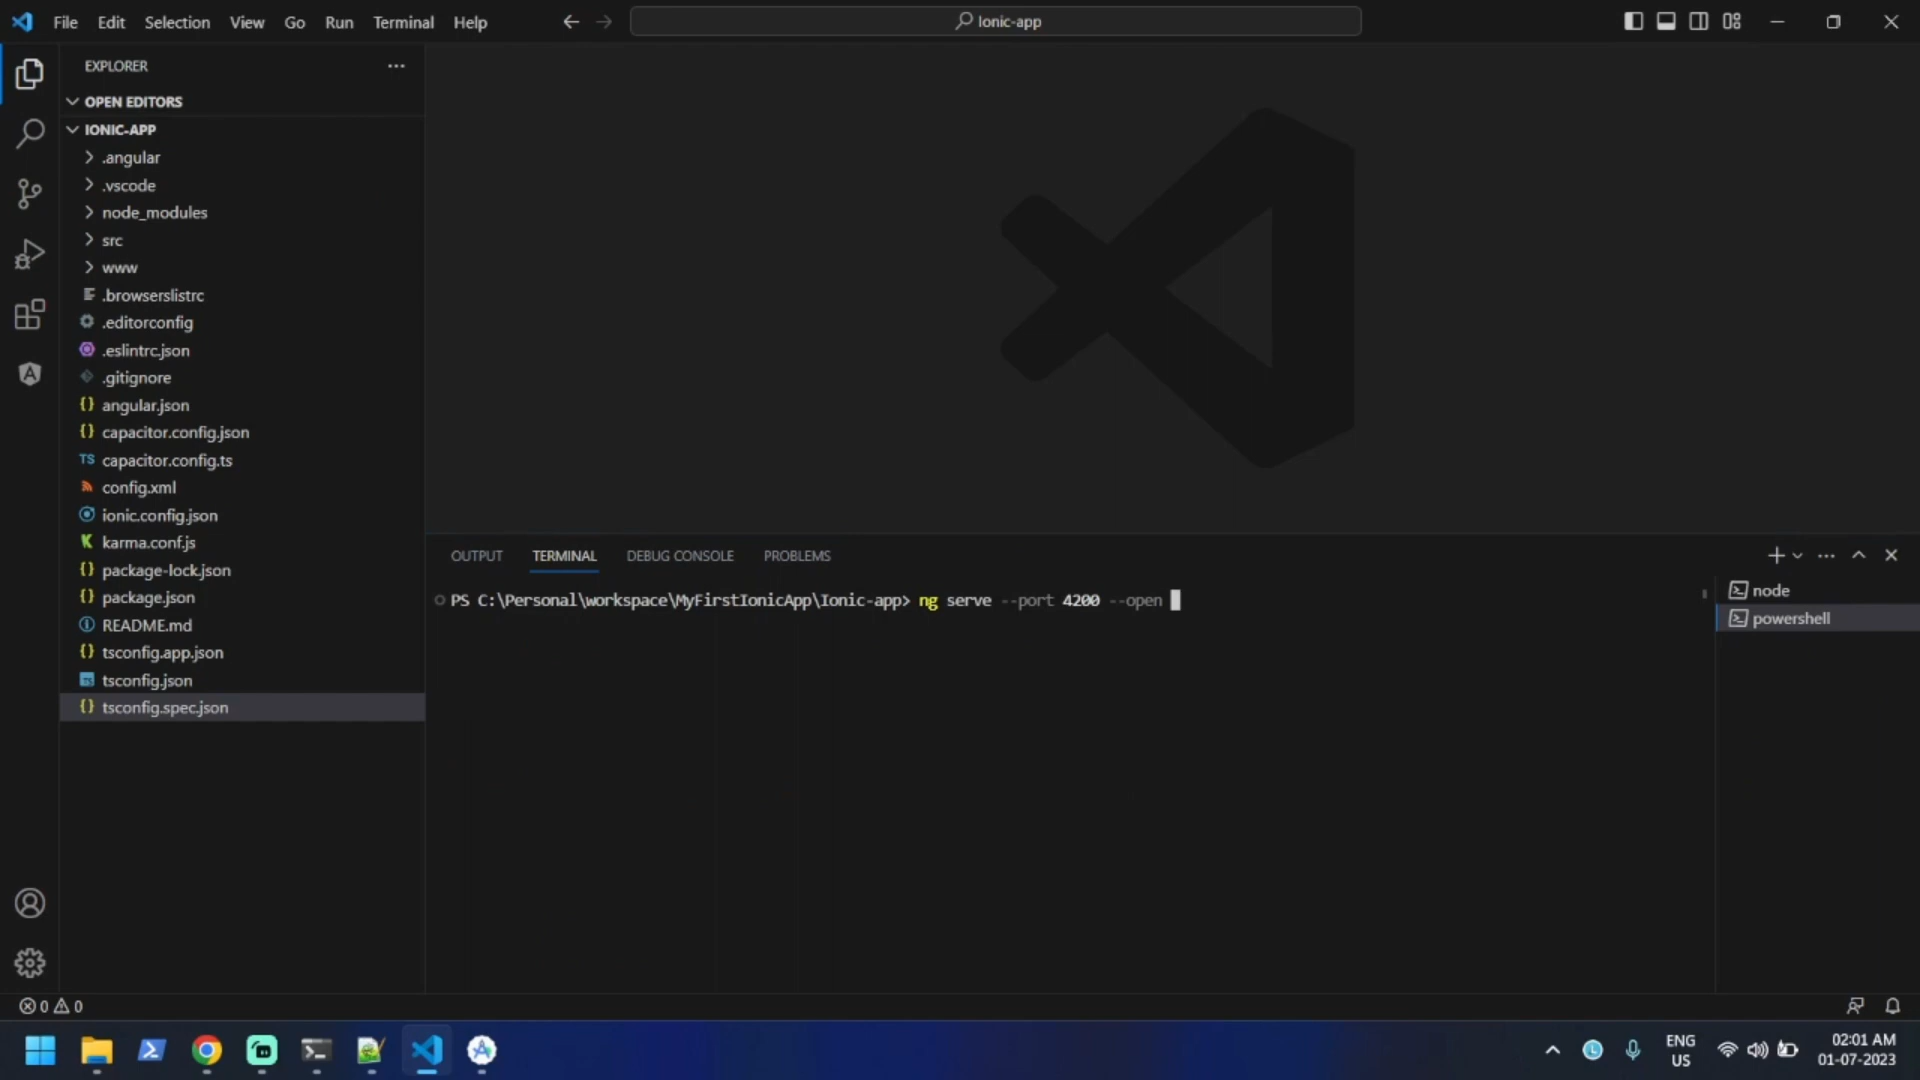 File Edit Selection View Go Run Terminal Help
Ionic-app
EXPLORER
OPEN EDITORS
IONIC-APP
.angular
.vscode
node_modules
src
www
.browserslistrc
.editorconfig
.eslintrc.json
.gitignore
angular.json
capacitor.config.json
capacitor.config.ts
config.xml
ionic.config.json
karma.conf.js
package-lock.json
package.json
README.md
tsconfig.app.json
tsconfig.json
tsconfig.spec.json
OUTPUT TERMINAL DEBUG CONSOLE PROBLEMS
PS C:\Personal\workspace\MyFirstIonicApp\Ionic-app> ng serve --port 4200 --open
node
powershell
0 0
ENG
US
02:01 AM
01-07-2023